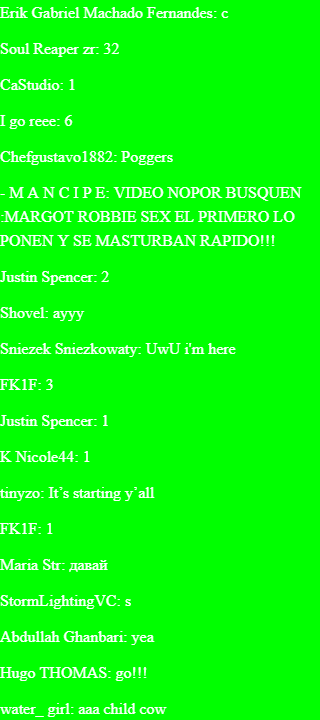 Erik Gabriel Machado Fernandes: c
Soul Reaper zr: 32
CaStudio: 1
I go reee: 6
Chefgustavo1882: Poggers
- M A N C I P E: VIDEO NOPOR BUSQUEN
:MARGOT ROBBIE SEX EL PRIMERO LO
PONEN Y SE MASTURBAN RAPIDO!!!
Justin Spencer: 2
Shovel: ayyy
Sniezek Sniezkowaty: UwU i'm here
FK1F: 3
Justin Spencer: 1
K Nicole44: 1
tinyzo: It’s starting y’all
FK1F: 1
Maria Str: давай
StormLightingVC: s
Abdullah Ghanbari: yea
Hugo THOMAS: go!!!
water_ girl: aaa child cow